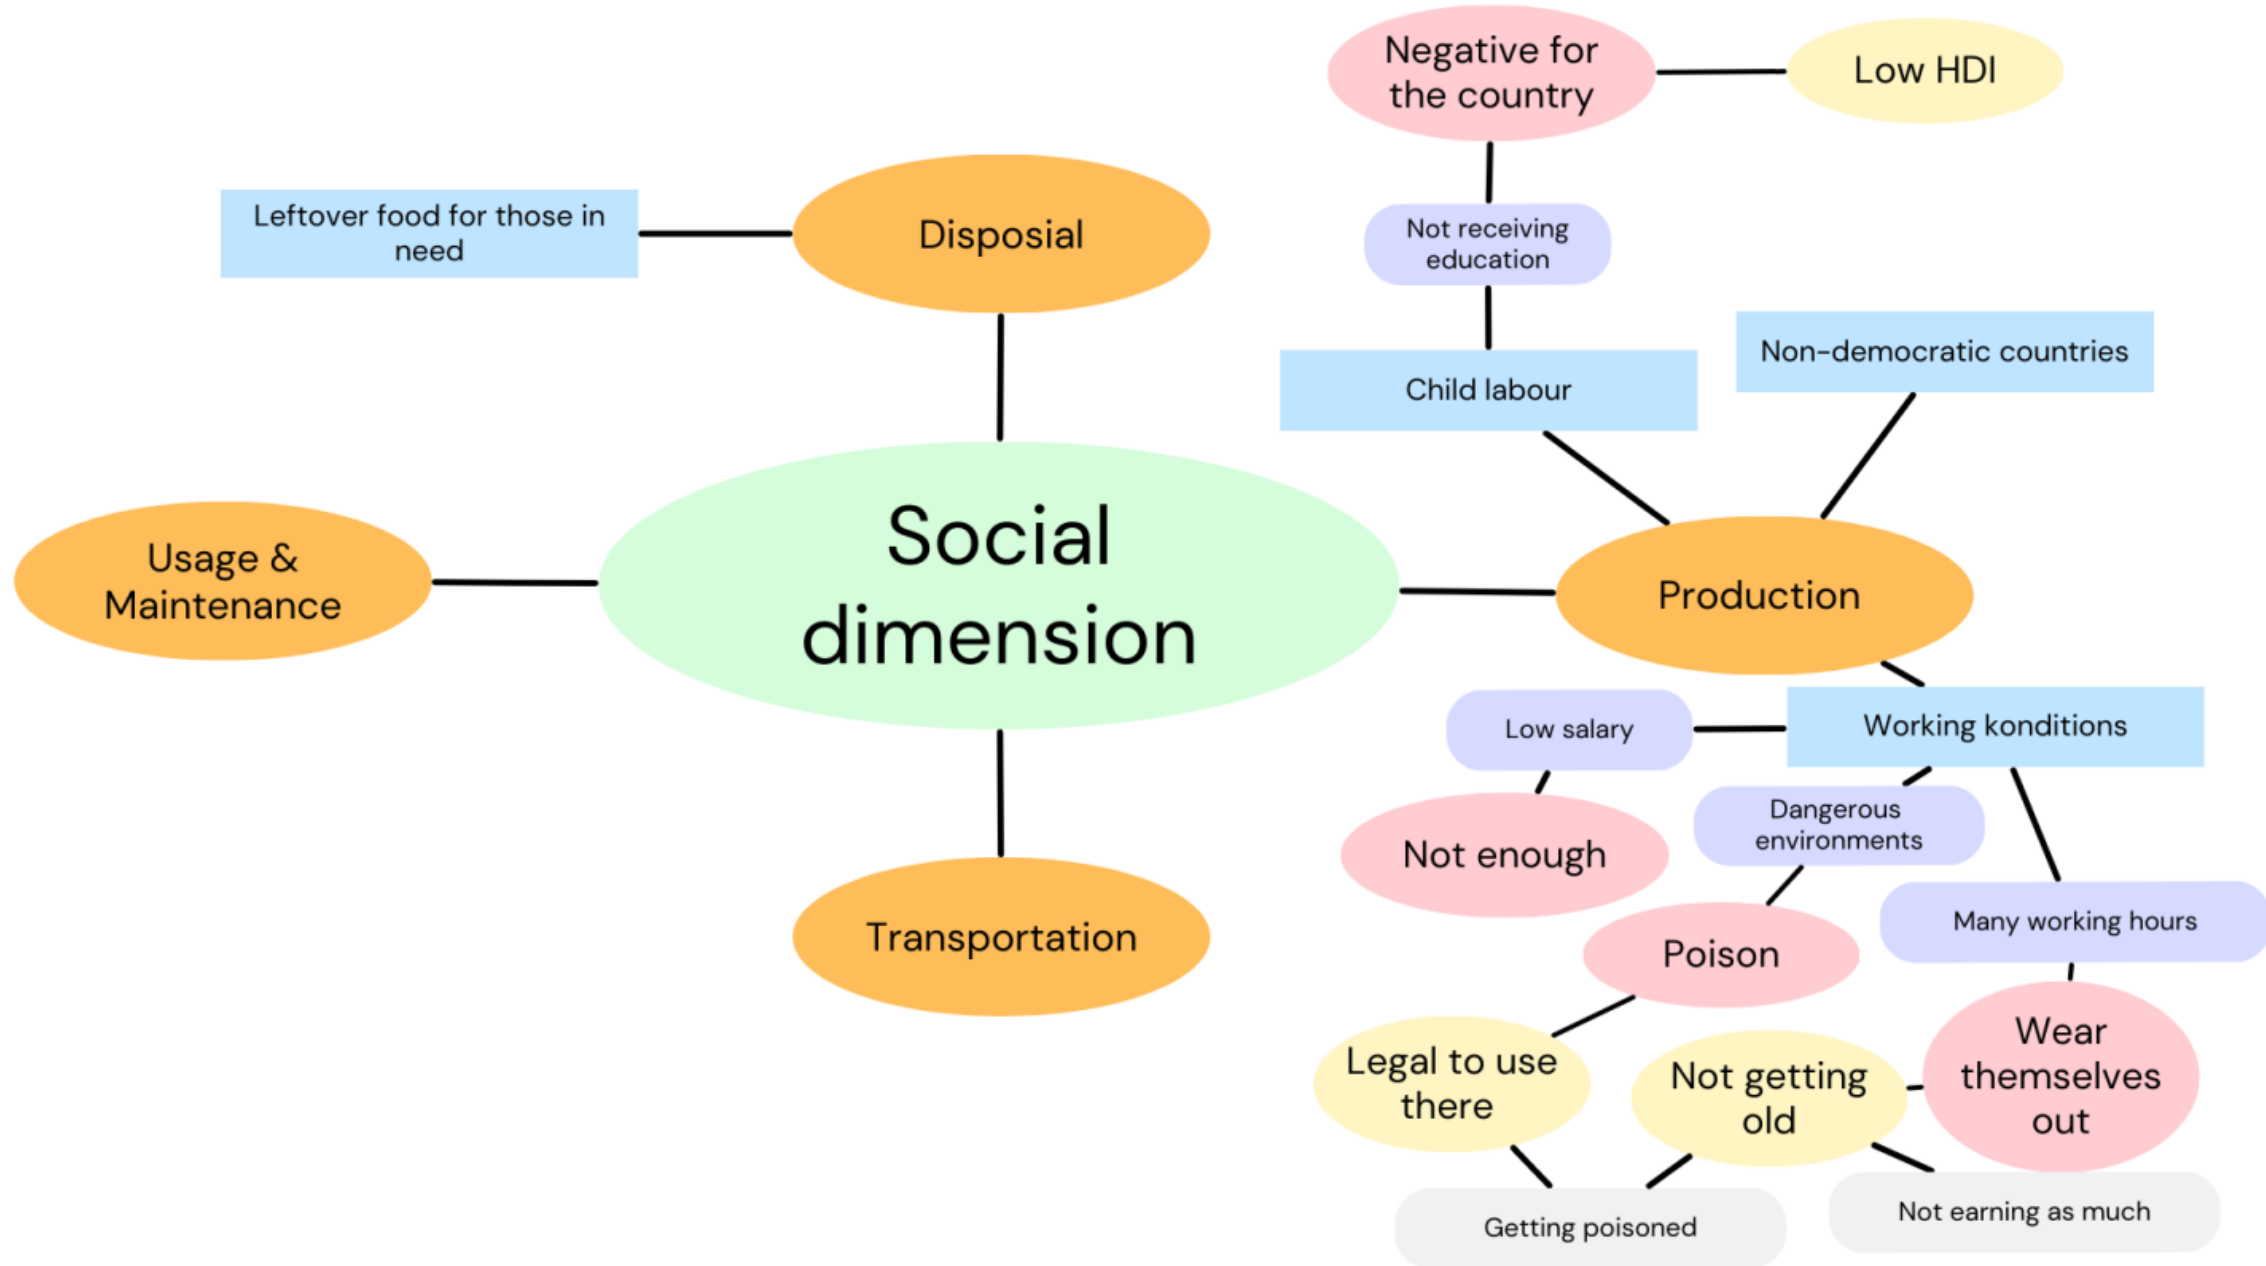 Negative for
the country
Low HDI
Leftover food for those in
need
Disposial
Not receiving
education
Child labour
Non-democratic countries
Social
dimension
Usage &
Maintenance
Production
Low salary
Working konditions
Not enough
Dangerous
environments
Transportation
Many working hours
Poison
Legal to use
there
Not getting
old
Wear
themselves
out
Getting poisoned
Not earning as much